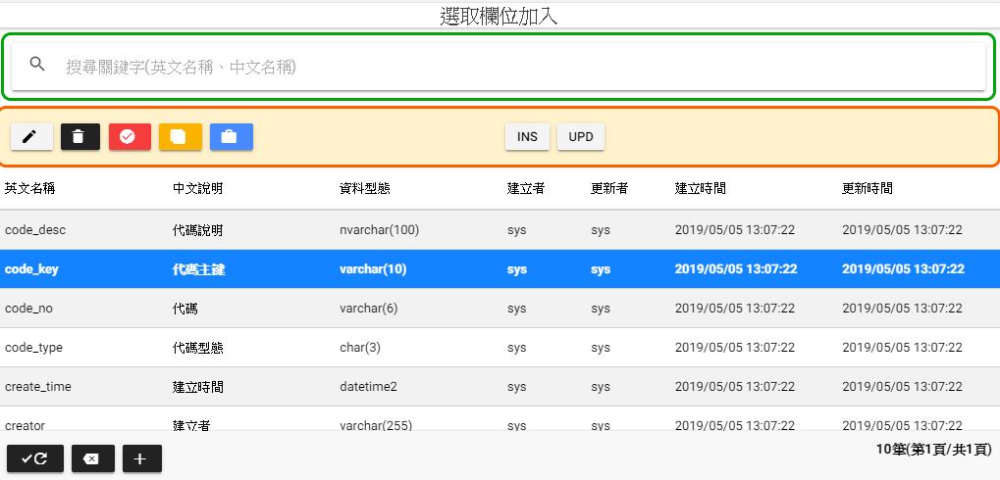 選取欄位加入
搜尋關鍵字(英文名稱、中文名稱)
INS UPD
英文名稱 中文說明 資料型態 建立者 更新者 建立時間 更新時間
code_desc 代碼說明 nvarchar(100) sys sys 2019/05/05 13:07:22 2019/05/05 13:07:22
code_key 代碼主鍵 varchar(10) sys sys 2019/05/05 13:07:22 2019/05/05 13:07:22
code_no 代碼 varchar(6) sys sys 2019/05/05 13:07:22 2019/05/05 13:07:22
code_type 代碼型態 char(3) sys sys 2019/05/05 13:07:22 2019/05/05 13:07:22
create_time 建立時間 datetime2 sys sys 2019/05/05 13:07:22 2019/05/05 13:07:22
creator 建立者 varchar(255) sys sys 2019/05/05 13:07:22 2019/05/05 13:07:22
10筆(第1頁/共1頁)